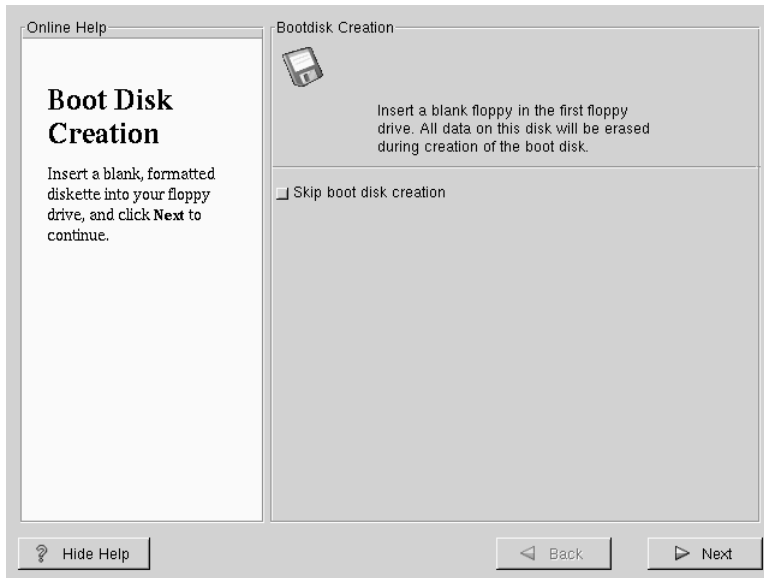 Online Help
Boot Disk
Creation
Insert a blank, formatted
diskette into your floppy
drive, and click Next to
continue.
Bootdisk Creation
Insert a blank floppy in the first floppy
drive. All data on this disk will be erased
during creation of the boot disk.
Skip boot disk creation
Hide Help
Back
Next